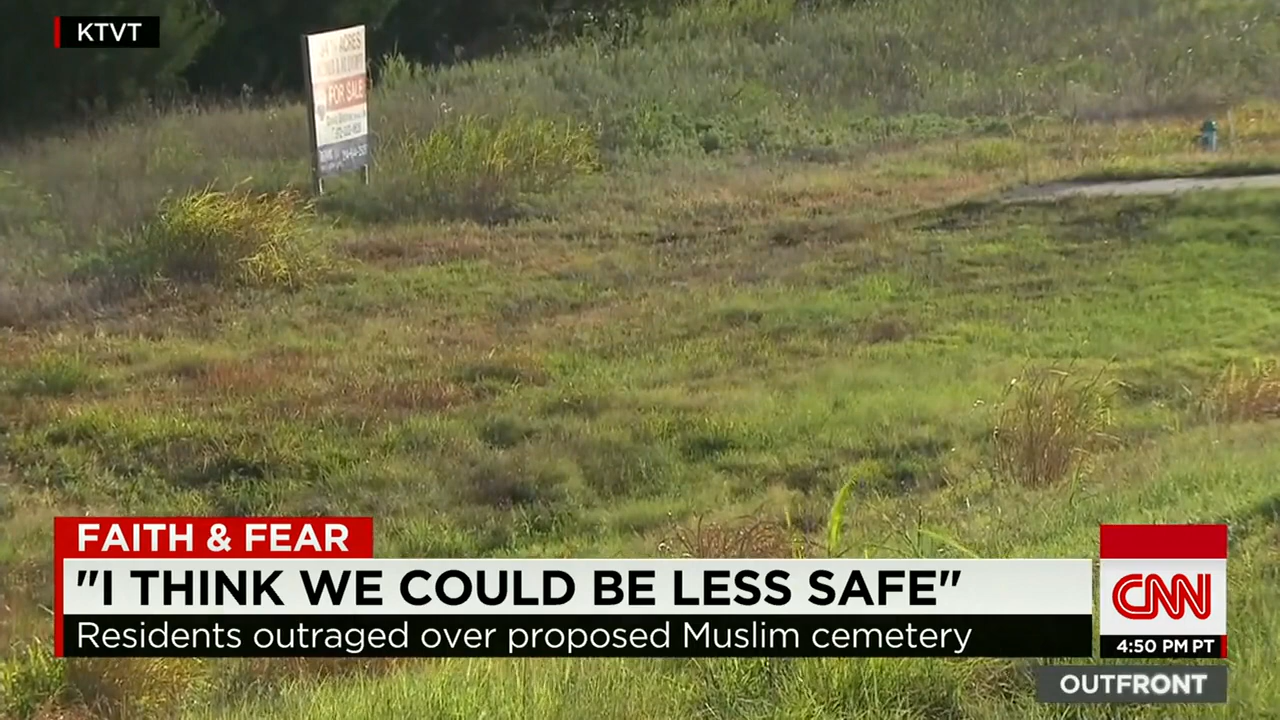 KTVT
ACRES
FOR SALE
FAITH & FEAR
"I THINK WE COULD BE LESS SAFE"
Residents outraged over proposed Muslim cemetery
CNN
4:50 PM PT
OUTFRONT